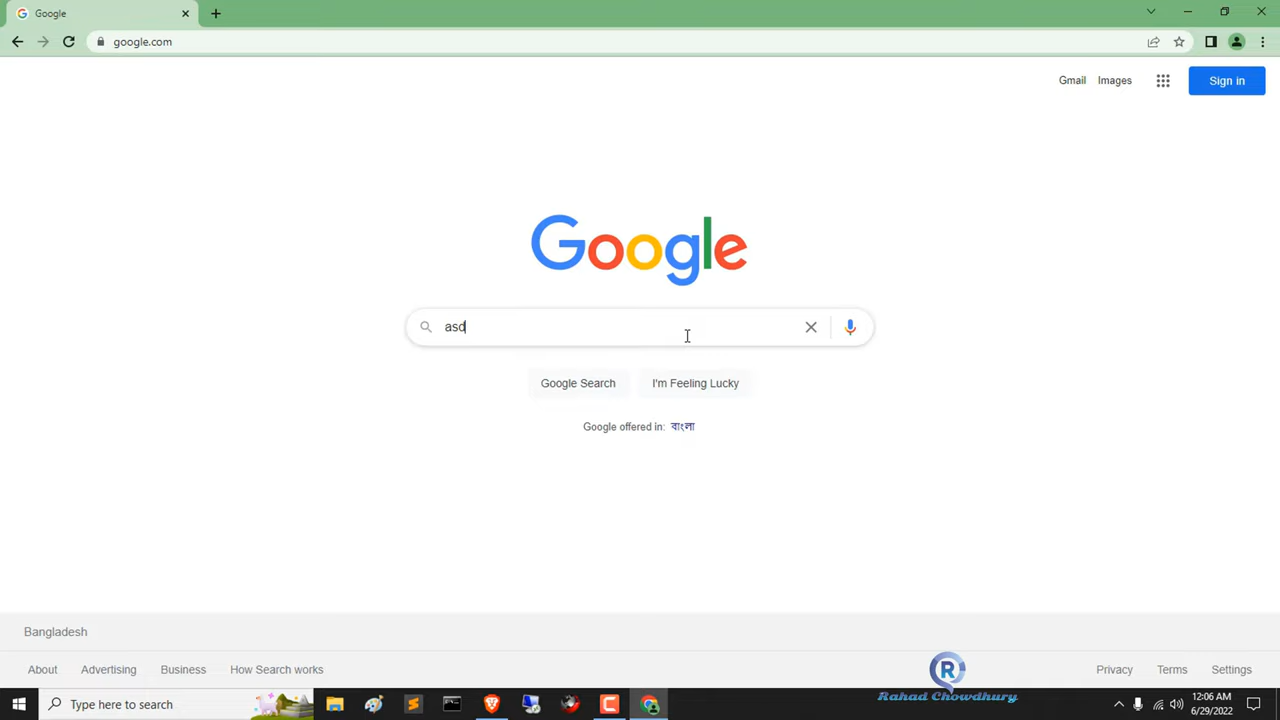 Google
google.com
Gmail Images Sign in
Google
asd
Google Search I'm Feeling Lucky
Google offered in: বাংলা
Bangladesh
About Advertising Business How Search works Privacy Terms Settings
R
Rahad Chowdhury
Type here to search
12:06 AM
6/29/2022